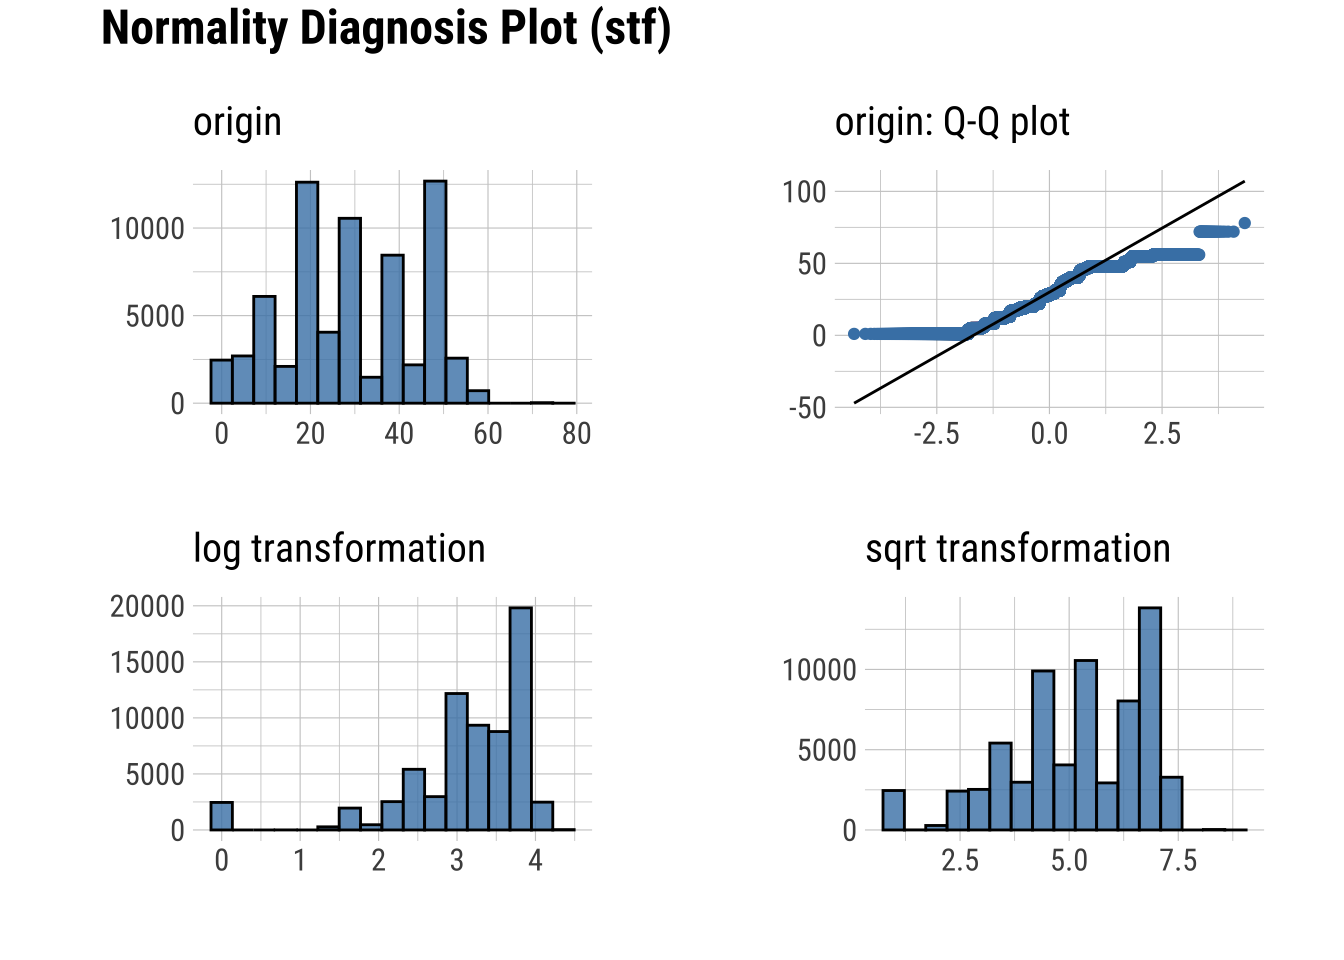 Normality Diagnosis Plot (stf)
origin
10000
5000
0
0 20 40 60 80
origin: Q-Q plot
100
50
0
-50
-2.5 0.0 2.5
log transformation
20000
15000
10000
5000
0
0 1 2 3 4
sqrt transformation
10000
5000
0
2.5 5.0 7.5